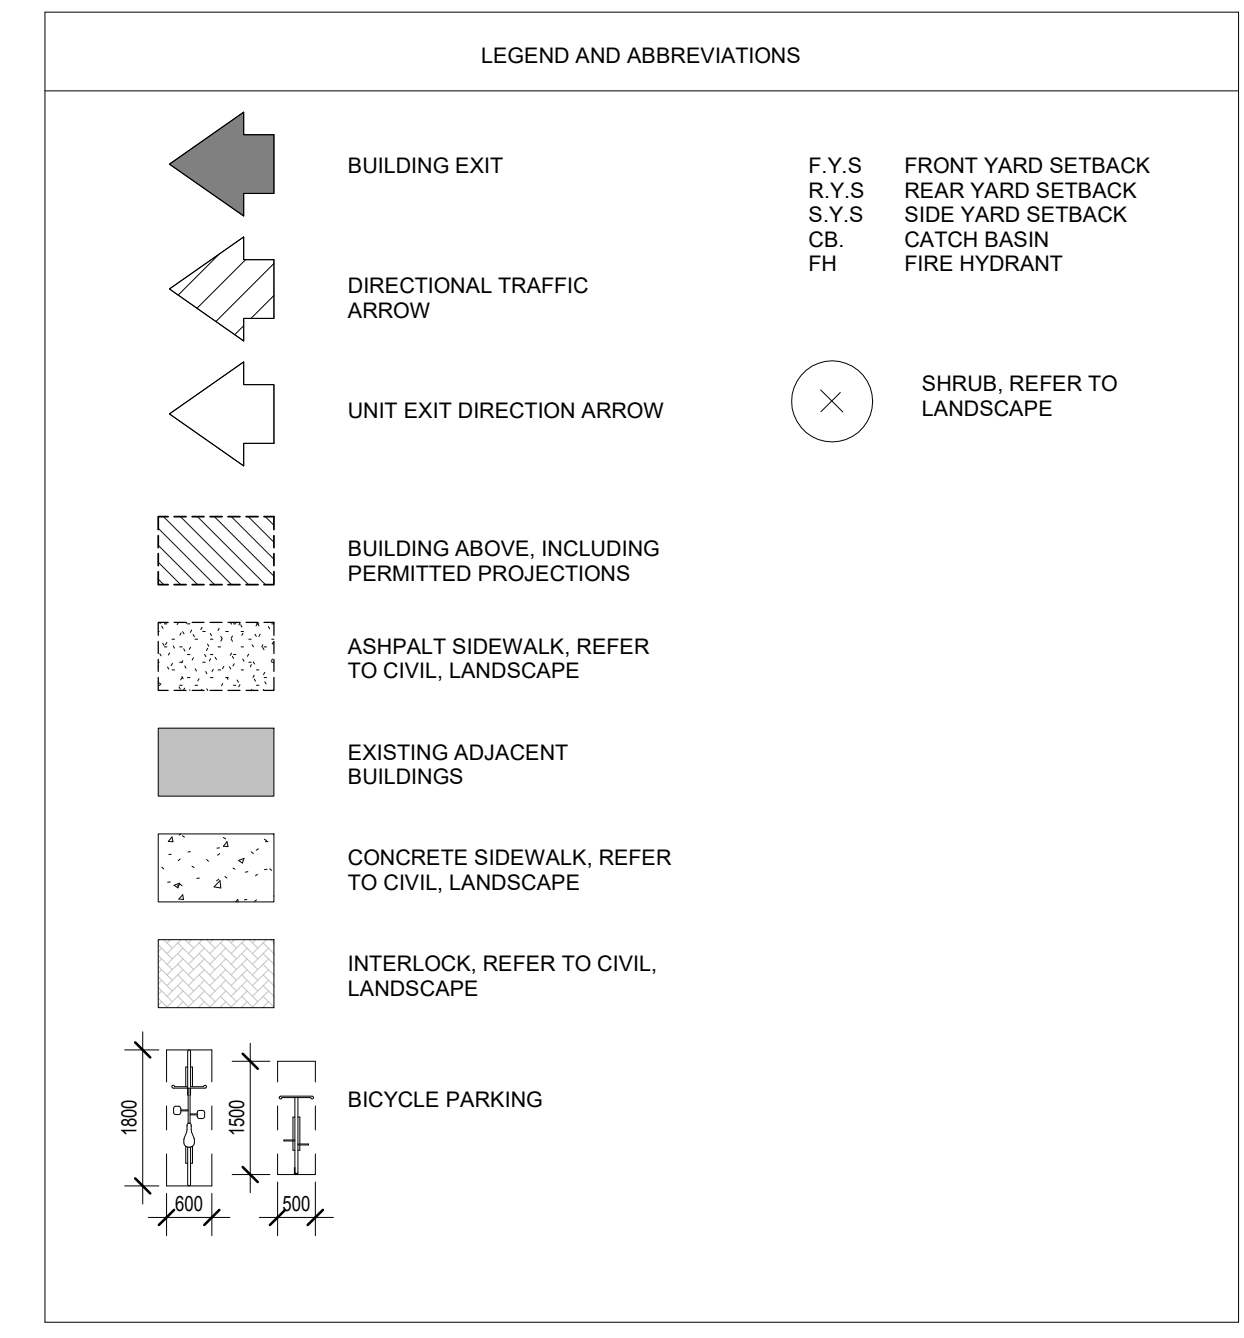 LEGEND AND ABBREVIATIONS
BUILDING EXIT
DIRECTIONAL TRAFFIC
ARROW
UNIT EXIT DIRECTION ARROW
BUILDING ABOVE, INCLUDING
PERMITTED PROJECTIONS
ASHPALT SIDEWALK, REFER
TO CIVIL, LANDSCAPE
EXISTING ADJACENT
BUILDINGS
CONCRETE SIDEWALK, REFER
TO CIVIL, LANDSCAPE
INTERLOCK, REFER TO CIVIL,
LANDSCAPE
1800
1500
BICYCLE PARKING
600
500
F.Y.S FRONT YARD SETBACK
R.Y.S REAR YARD SETBACK
S.Y.S SIDE YARD SETBACK
CB. CATCH BASIN
FH FIRE HYDRANT
SHRUB, REFER TO
LANDSCAPE